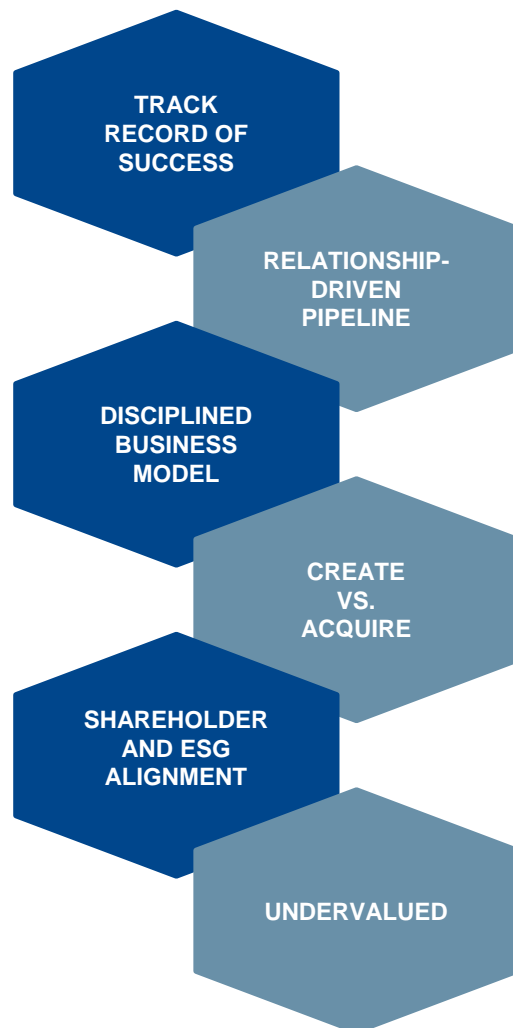 TRACK
RECORD OF
SUCCESS
RELATIONSHIP-
DRIVEN
PIPELINE
DISCIPLINED
BUSINESS
MODEL
CREATE
VS.
ACQUIRE
SHAREHOLDER
AND ESG
ALIGNMENT
UNDERVALUED